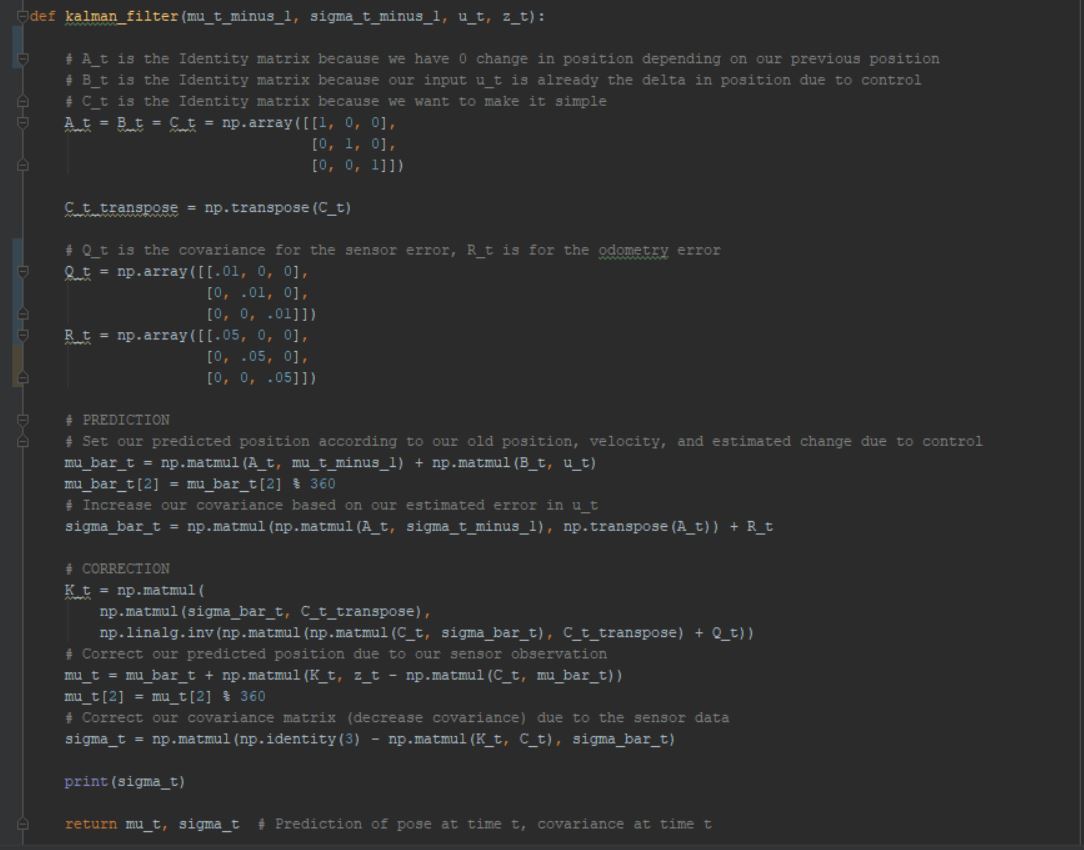 def kalman_filter(mu_t_minus_1, sigma_t_minus_1, u_t, z_t):
# A_t is the Identity matrix because we have 0 change in position depending on our previous position
# B_t is the Identity matrix because our input u_t is already the delta in position due to control
# C_t is the Identity matrix because we want to make it simple
A_t = B_t = C_t = np.array([[1, 0, 0],
[0, 1, 0],
[0, 0, 1]])
C_t_transpose = np.transpose(C_t)
# Q_t is the covariance for the sensor error, R_t is for the odometry error
Q_t = np.array([[.01, 0, 0],
[0, .01, 0],
[0, 0, .01]])
R_t = np.array([[.05, 0, 0],
[0, .05, 0],
[0, 0, .05]])
# PREDICTION
# Set our predicted position according to our old position, velocity, and estimated change due to control
mu_bar_t = np.matmul(A_t, mu_t_minus_1) + np.matmul(B_t, u_t)
mu_bar_t[2] = mu_bar_t[2] % 360
# Increase our covariance based on our estimated error in u_t
sigma_bar_t = np.matmul(np.matmul(A_t, sigma_t_minus_1), np.transpose(A_t)) + R_t
# CORRECTION
K_t = np.matmul(
np.matmul(sigma_bar_t, C_t_transpose),
np.linalg.inv(np.matmul(np.matmul(C_t, sigma_bar_t), C_t_transpose) + Q_t))
# Correct our predicted position due to our sensor observation
mu_t = mu_bar_t + np.matmul(K_t, z_t - np.matmul(C_t, mu_bar_t))
mu_t[2] = mu_t[2] % 360
# Correct our covariance matrix (decrease covariance) due to the sensor data
sigma_t = np.matmul(np.identity(3) - np.matmul(K_t, C_t), sigma_bar_t)
print(sigma_t)
return mu_t, sigma_t  # Prediction of pose at time t, covariance at time t